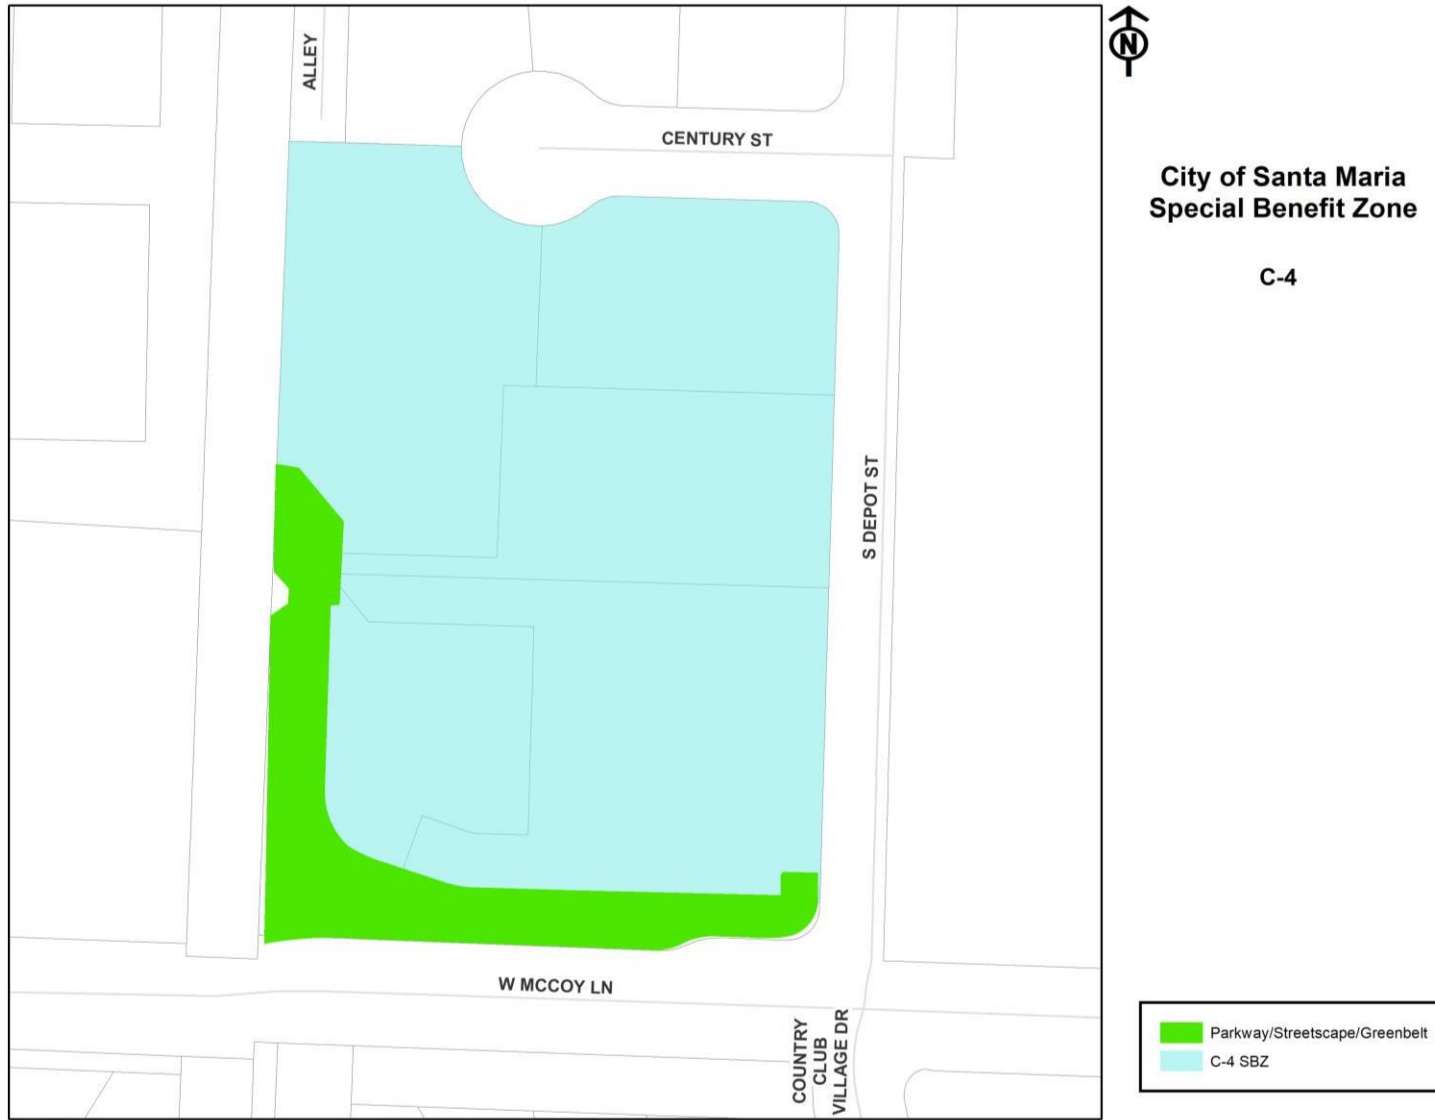 ALLEY
N
CENTURY ST
City of Santa Maria
Special Benefit Zone
C-4
S DEPOT ST
W MCCOY LN
COUNTRY
CLUB
VILLAGE DR
Parkway/Streetscape/Greenbelt
C-4 SBZ